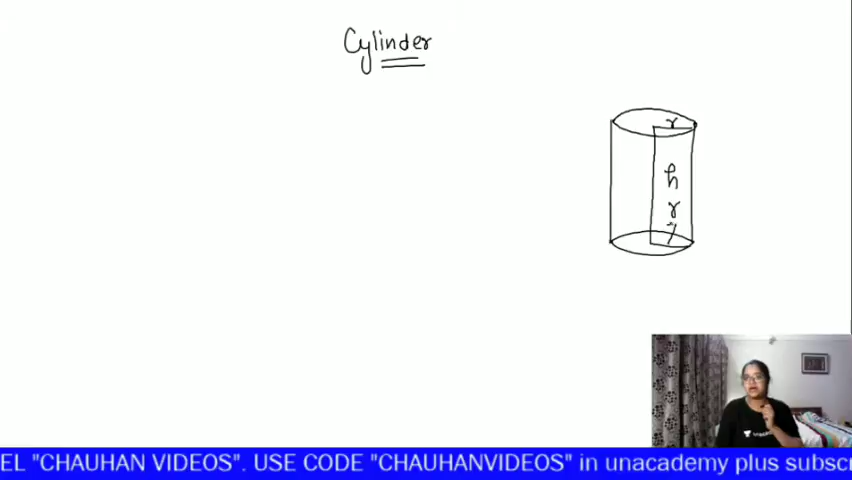 Cylinder
r
h
r
EL "CHAUHAN VIDEOS". USE CODE "CHAUHANVIDEOS" in unacademy plus subscr